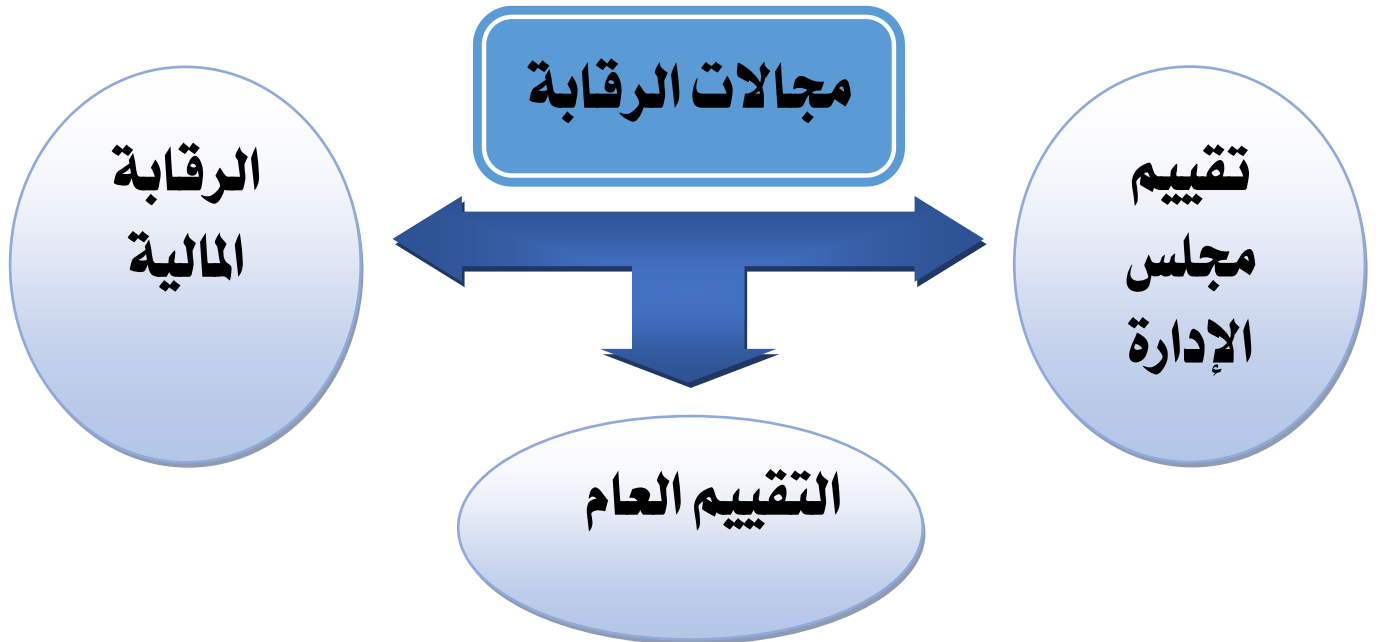 مجالات الرقابة
تقييم
مجلس
الإدارة
الرقابة
المالية
التقييم العام